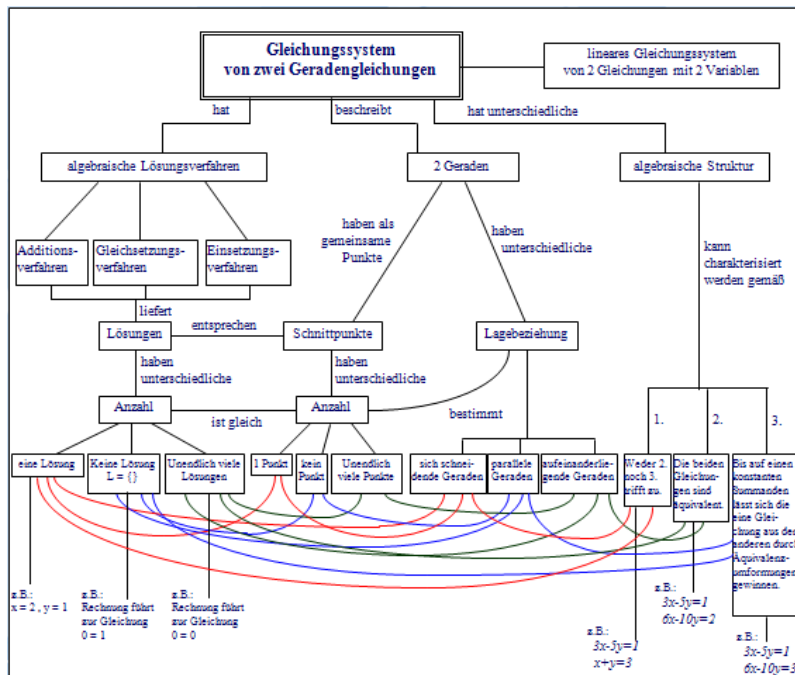 Gleichungssystem
von zwei Geradengleichungen
lineares Gleichungssystem
von 2 Gleichungen mit 2 Variablen
hat
beschreibt
hat unterschiedliche
algebraische Lösungsverfahren
2 Geraden
algebraische Struktur
haben als
gemeinsame
Punkte
haben
unterschiedliche
kann
charakterisiert
werden gemäß
Additions-
verfahren
Gleichsetzungs-
verfahren
Einsetzungs-
verfahren
liefert
Lösungen
entsprechen
Schnittpunkte
Lagebeziehung
haben
unterschiedliche
haben
unterschiedliche
Anzahl
ist gleich
Anzahl
bestimmt
1.
2.
3.
eine Lösung
Keine Lösung
L = {}
Unendlich viele
Lösungen
1 Punkt
kein
Punkt
Unendlich
viele Punkte
sich schnei-
dende Geraden
parallele
Geraden
aufeinanderlie-
gende Geraden
Weder 2.
noch 3.
trifft zu.
Die beiden
Gleichun-
gen sind
äquivalent.
Bis auf einen
konstanten
Summanden
lässt sich die
eine Glei-
chung aus der
anderen durch
Äquivalenz-
umformungen
gewinnen.
z.B.:
x = 2 , y = 1
z.B.:
Rechnung führt
zur Gleichung
0 = 1
z.B.:
Rechnung führt
zur Gleichung
0 = 0
z.B.:
3x-5y=1
x+y=3
z.B.:
3x-5y=1
6x-10y=2
z.B.:
3x-5y=1
6x-10y=3